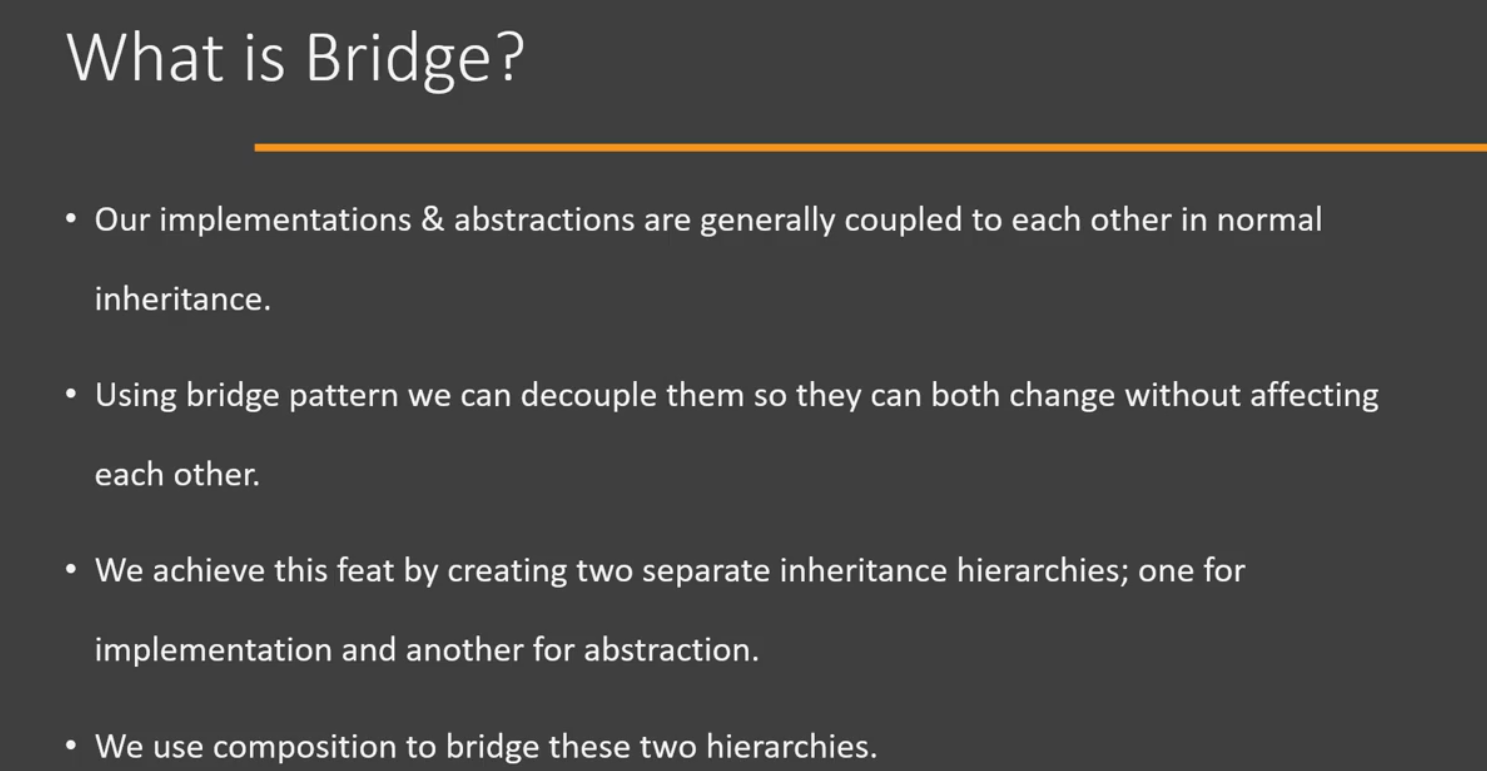 What is Bridge?
• Our implementations & abstractions are generally coupled to each other in normal
inheritance.
• Using bridge pattern we can decouple them so they can both change without affecting
each other.
• We achieve this feat by creating two separate inheritance hierarchies; one for
implementation and another for abstraction.
• We use composition to bridge these two hierarchies.